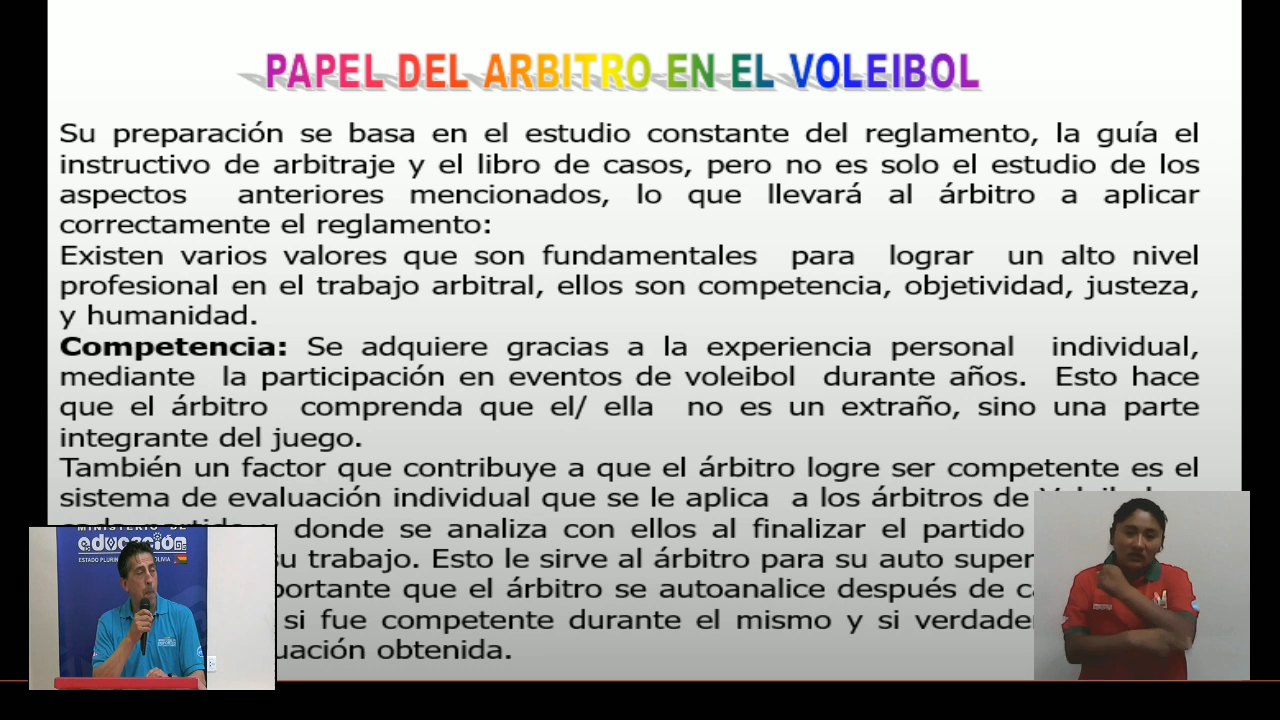 PAPEL DEL ARBITRO EN EL VOLEIBOL
Su preparación se basa en el estudio constante del reglamento, la guía el
instructivo de arbitraje y el libro de casos, pero no es solo el estudio de los
aspectos anteriores mencionados, lo que llevará al árbitro a aplicar
correctamente el reglamento:
Existen varios valores que son fundamentales para lograr un alto nivel
profesional en el trabajo arbitral, ellos son competencia, objetividad, justeza,
y humanidad.
Competencia: Se adquiere gracias a la experiencia personal individual,
mediante la participación en eventos de voleibol durante años. Esto hace
que el árbitro comprenda que el/ ella no es un extraño, sino una parte
integrante del juego.
También un factor que contribuye a que el árbitro logre ser competente es el
sistema de evaluación individual que se le aplica a los árbitros de
donde se analiza con ellos al finalizar el partido
su trabajo. Esto le sirve al árbitro para su auto
que el árbitro se autoanalice después de
si fue competente durante el mismo y si
obtenida.
MINISTERIO DE
educación